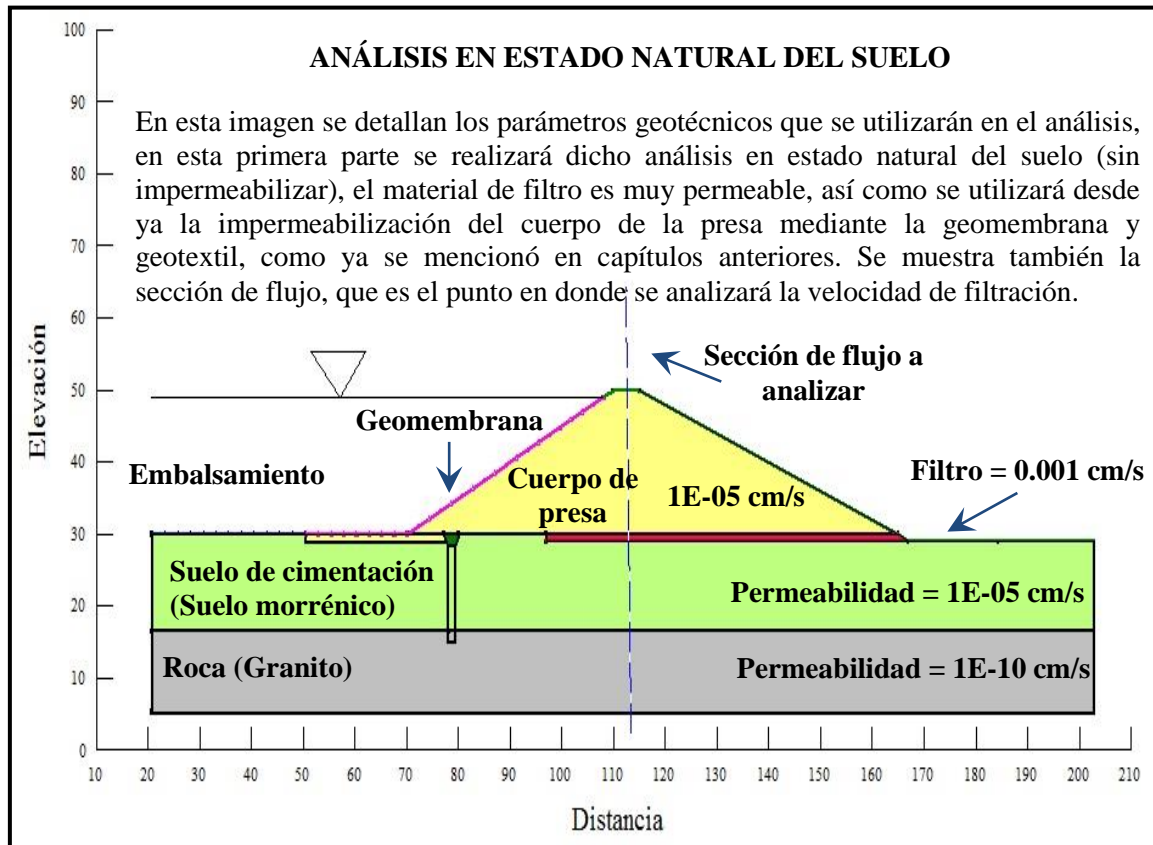 ANÁLISIS EN ESTADO NATURAL DEL SUELO
En esta imagen se detallan los parámetros geotécnicos que se utilizarán en el análisis,
en esta primera parte se realizará dicho análisis en estado natural del suelo (sin
impermeabilizar), el material de filtro es muy permeable, así como se utilizará desde
ya la impermeabilización del cuerpo de la presa mediante la geomembrana y
geotextil, como ya se mencionó en capítulos anteriores. Se muestra también la
sección de flujo, que es el punto en donde se analizará la velocidad de filtración.
Elevación
100
90
80
70
60
50
40
30
20
10
0
Sección de flujo a
analizar
Geomembrana
Embalsamiento
Cuerpo de
presa
1E-05 cm/s
Filtro = 0.001 cm/s
Suelo de cimentación
(Suelo morrénico)
Permeabilidad = 1E-05 cm/s
Roca (Granito)
Permeabilidad = 1E-10 cm/s
10 20 30 40 50 60 70 80 90 100 110 120 130 140 150 160 170 180 190 200 210
Distancia